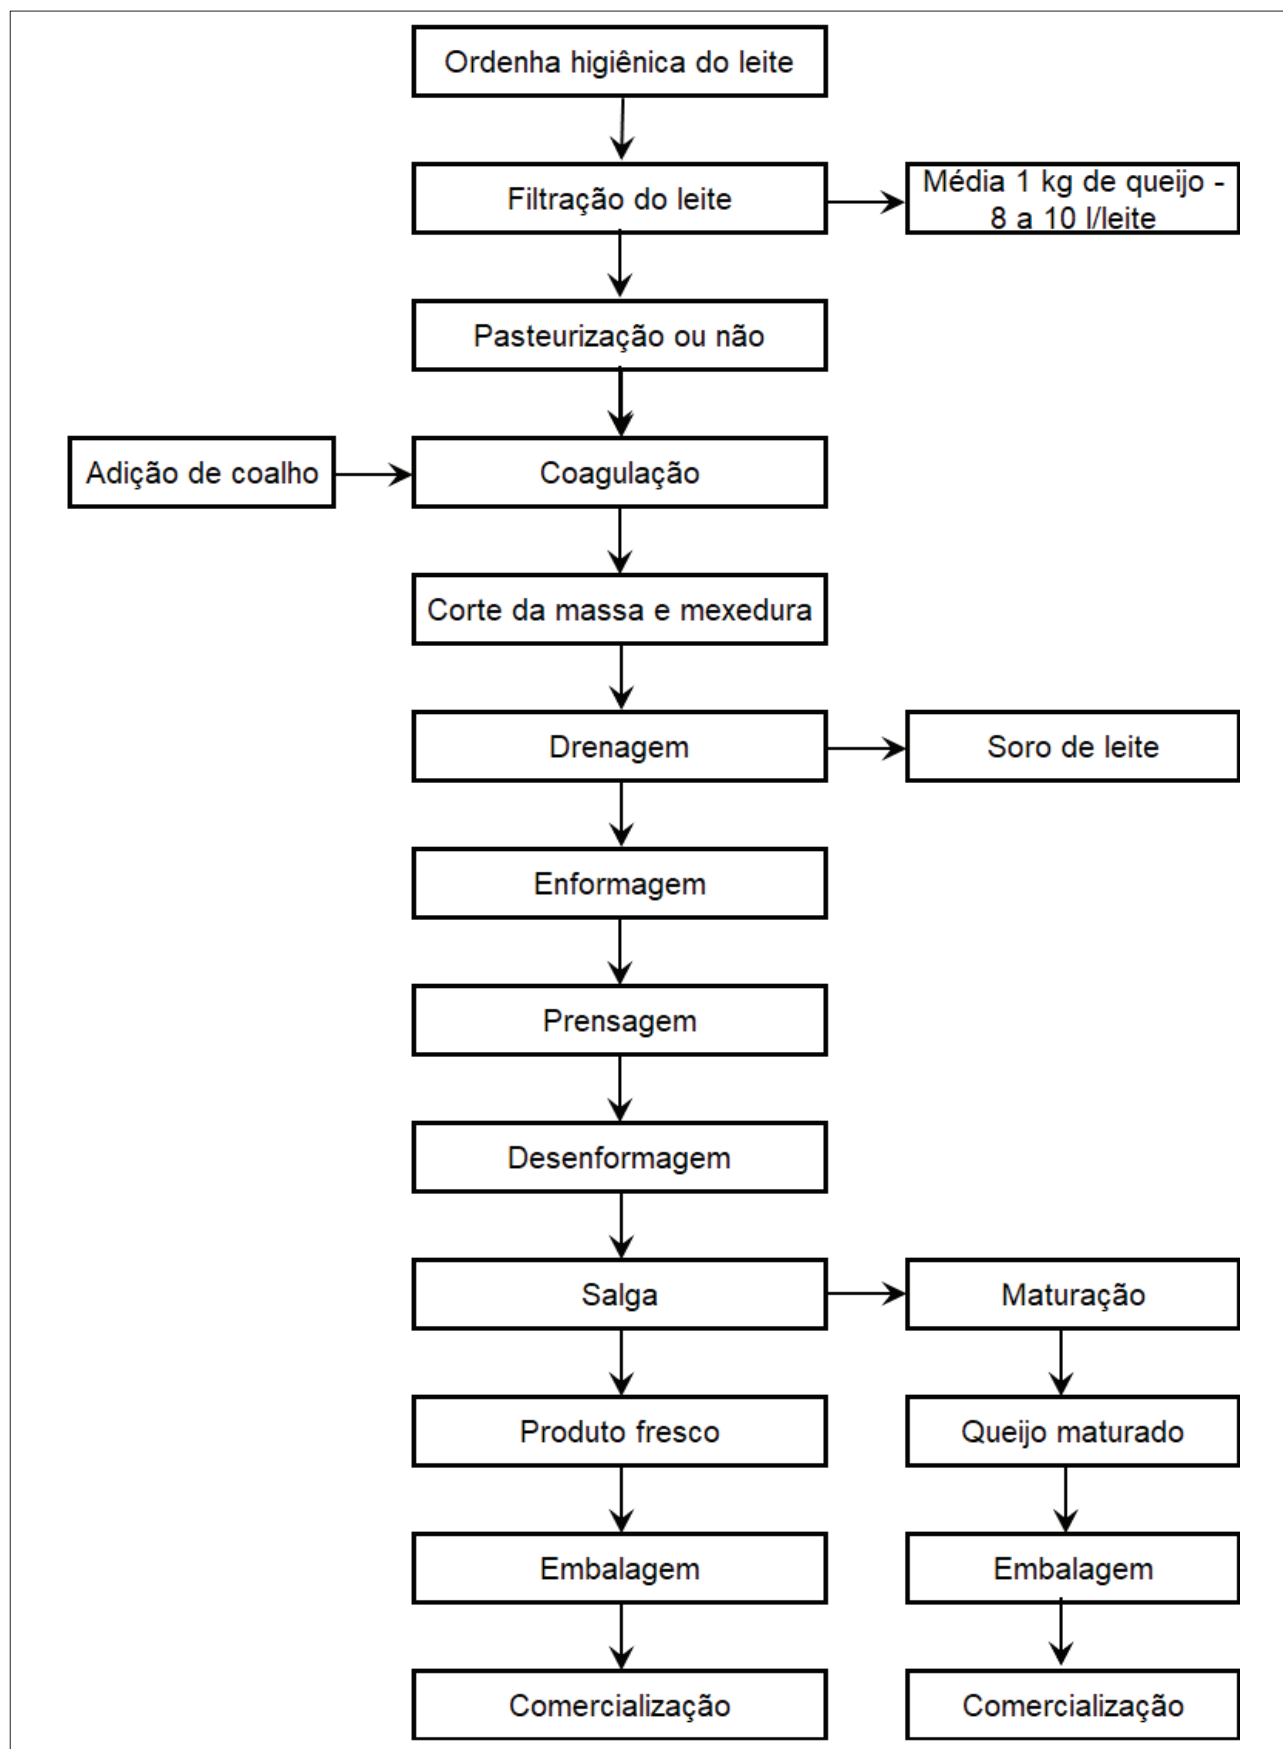 Ordenha higiênica do leite
Filtração do leite
Média 1 kg de queijo -
8 a 10 l/leite
Pasteurização ou não
Adição de coalho
Coagulação
Corte da massa e mexedura
Drenagem
Soro de leite
Enformagem
Prensagem
Desenformagem
Salga
Maturação
Produto fresco
Queijo maturado
Embalagem
Embalagem
Comercialização
Comercialização